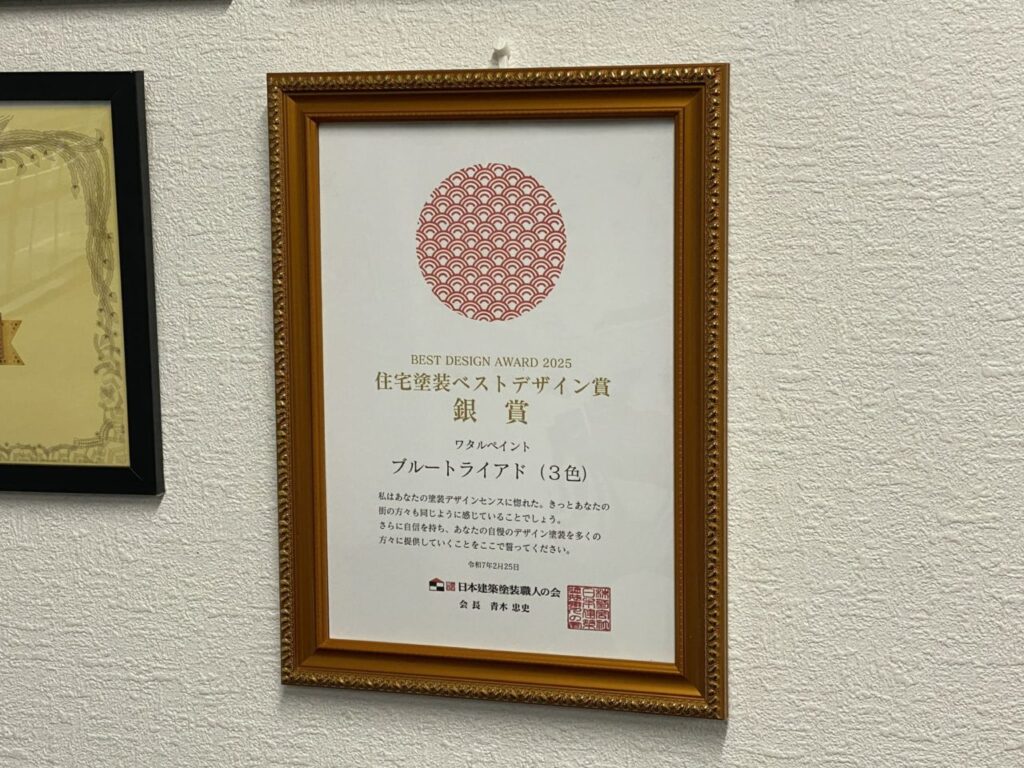 BEST DESIGN AWARD 2025
住宅塗装ベストデザイン賞
銀 賞
ワタルペイント
ブルートライアド（３色）
私はあなたの塗装デザインセンスに惚れた。きっとあなたの
街の方々も同じように感じていることでしょう。
さらに自信を持ち、あなたの自慢のデザイン塗装を多くの
方々に提供していくことをここで誓ってください。
令和7年2月25日
日本建築塗装職人の会
会 長 青木 忠史